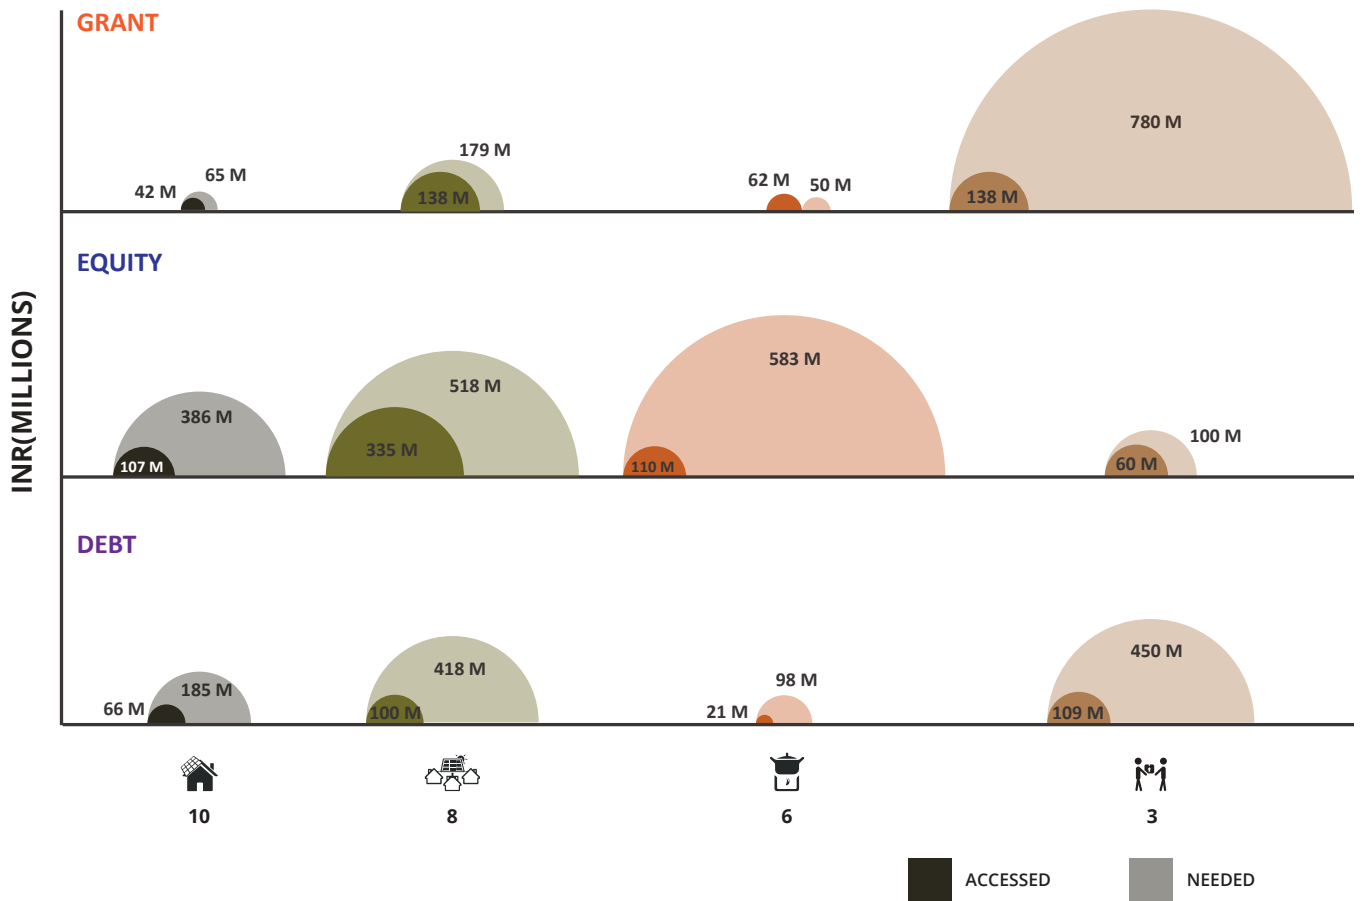 GRANT
42 M
65 M
138 M
179 M
62 M
50 M
138 M
780 M
INR(MILLIONS)
EQUITY
107 M
386 M
335 M
518 M
110 M
583 M
60 M
100 M
DEBT
66 M
185 M
100 M
418 M
21 M
98 M
109 M
450 M
10
8
6
3
ACCESSED
NEEDED